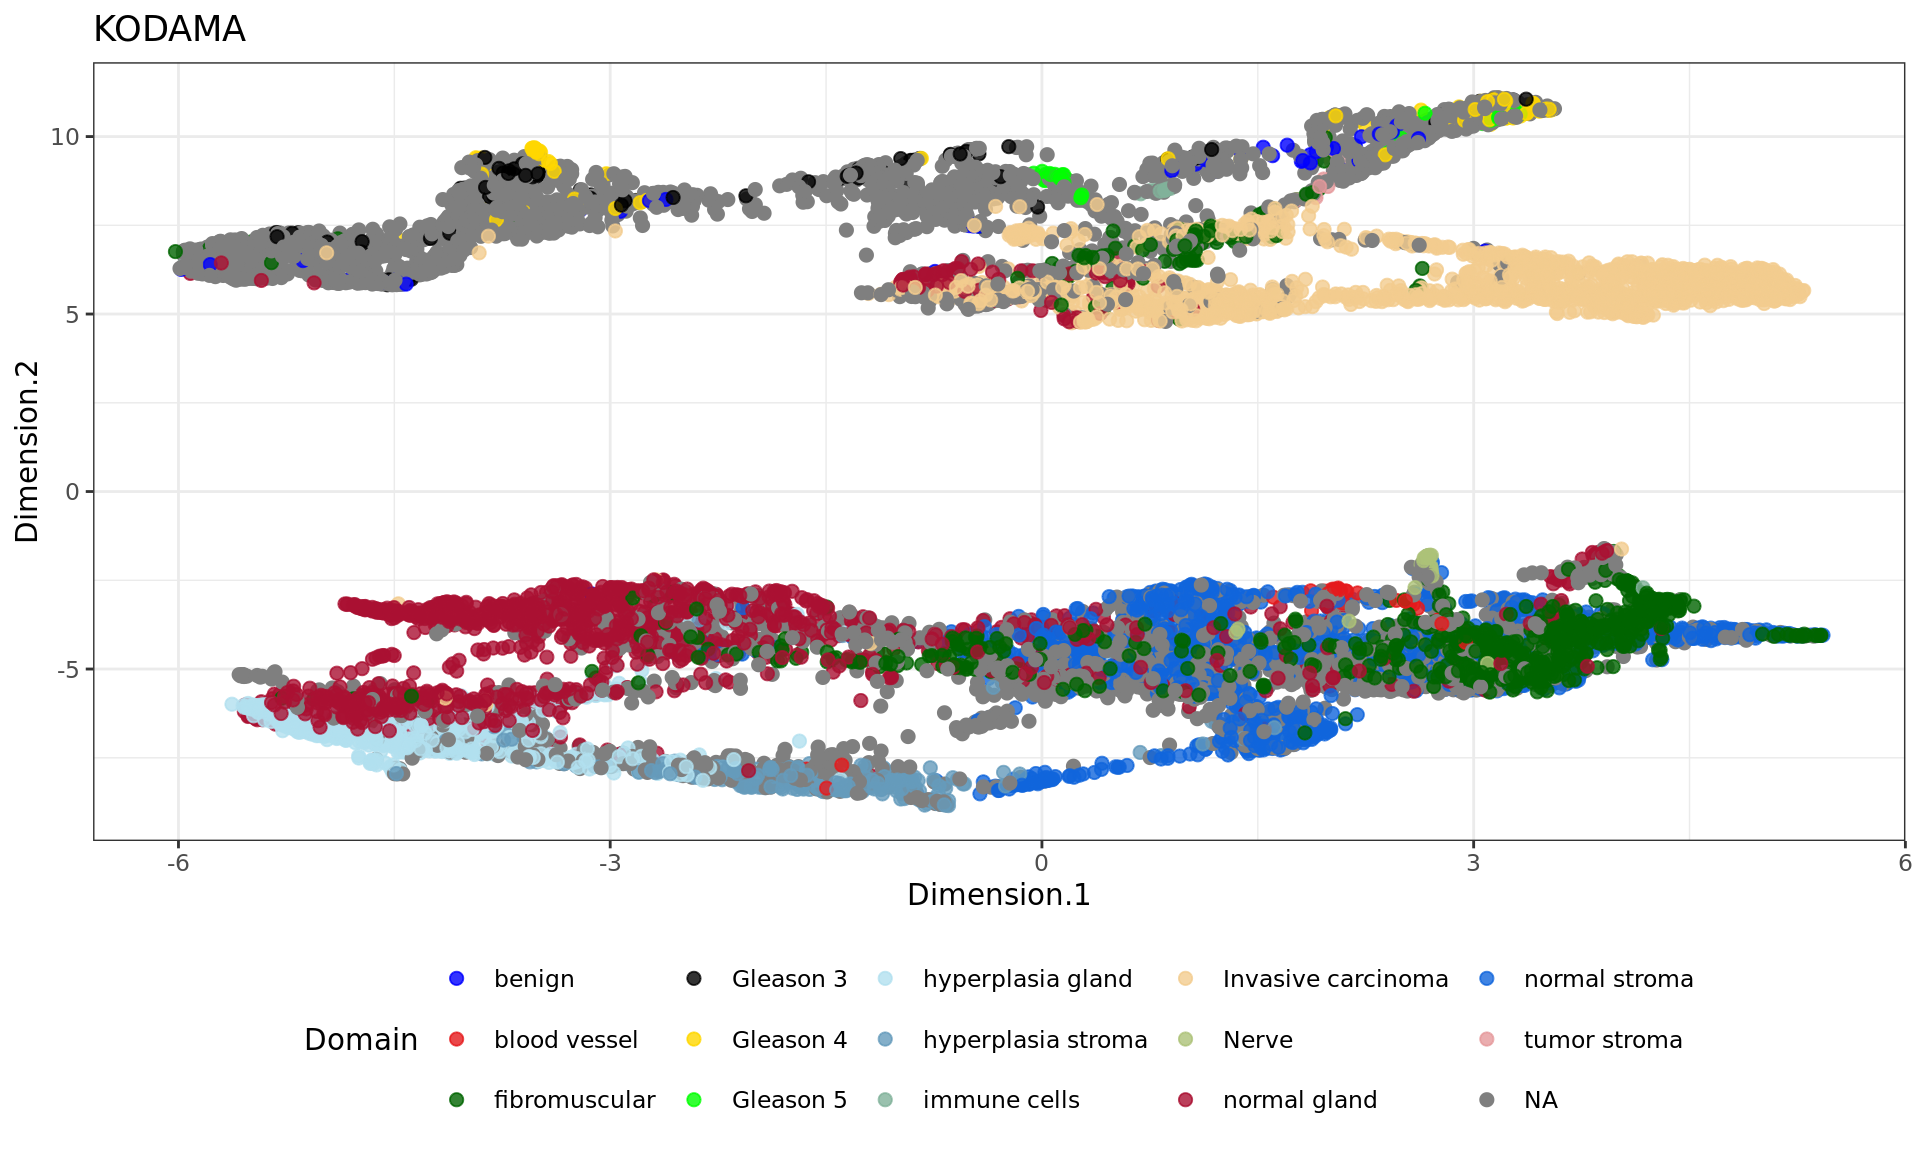 KODAMA
10
5
0
-5
Dimension.2
-6 -3 0 3 6
Dimension.1
Domain
benign Gleason 3 hyperplasia gland Invasive carcinoma normal stroma
blood vessel Gleason 4 hyperplasia stroma Nerve tumor stroma
fibromuscular Gleason 5 immune cells normal gland NA